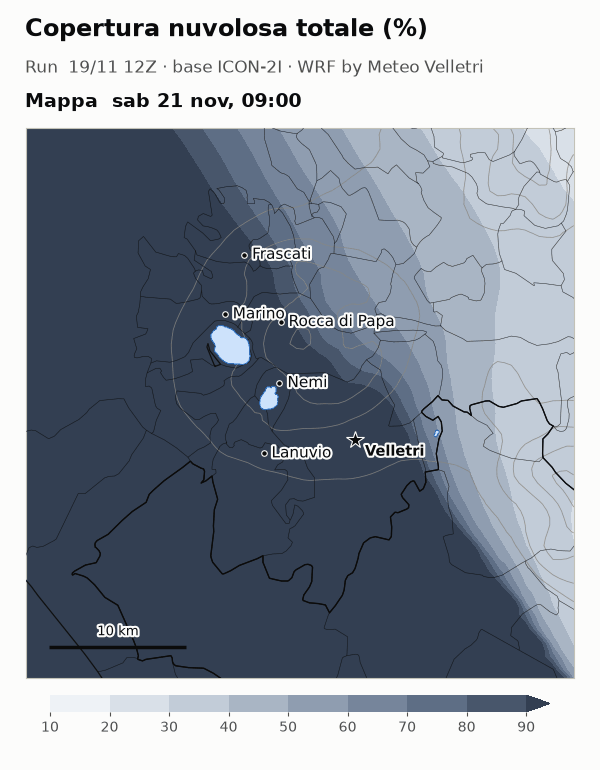 Copertura nuvolosa totale (%)
Run 19/11 12Z · base ICON-2I · WRF by Meteo Velletri
Mappa sab 21 nov, 09:00
Frascati
Marino
Rocca di Papa
Nemi
Velletri
Lanuvio
10 km
10 20 30 40 50 60 70 80 90